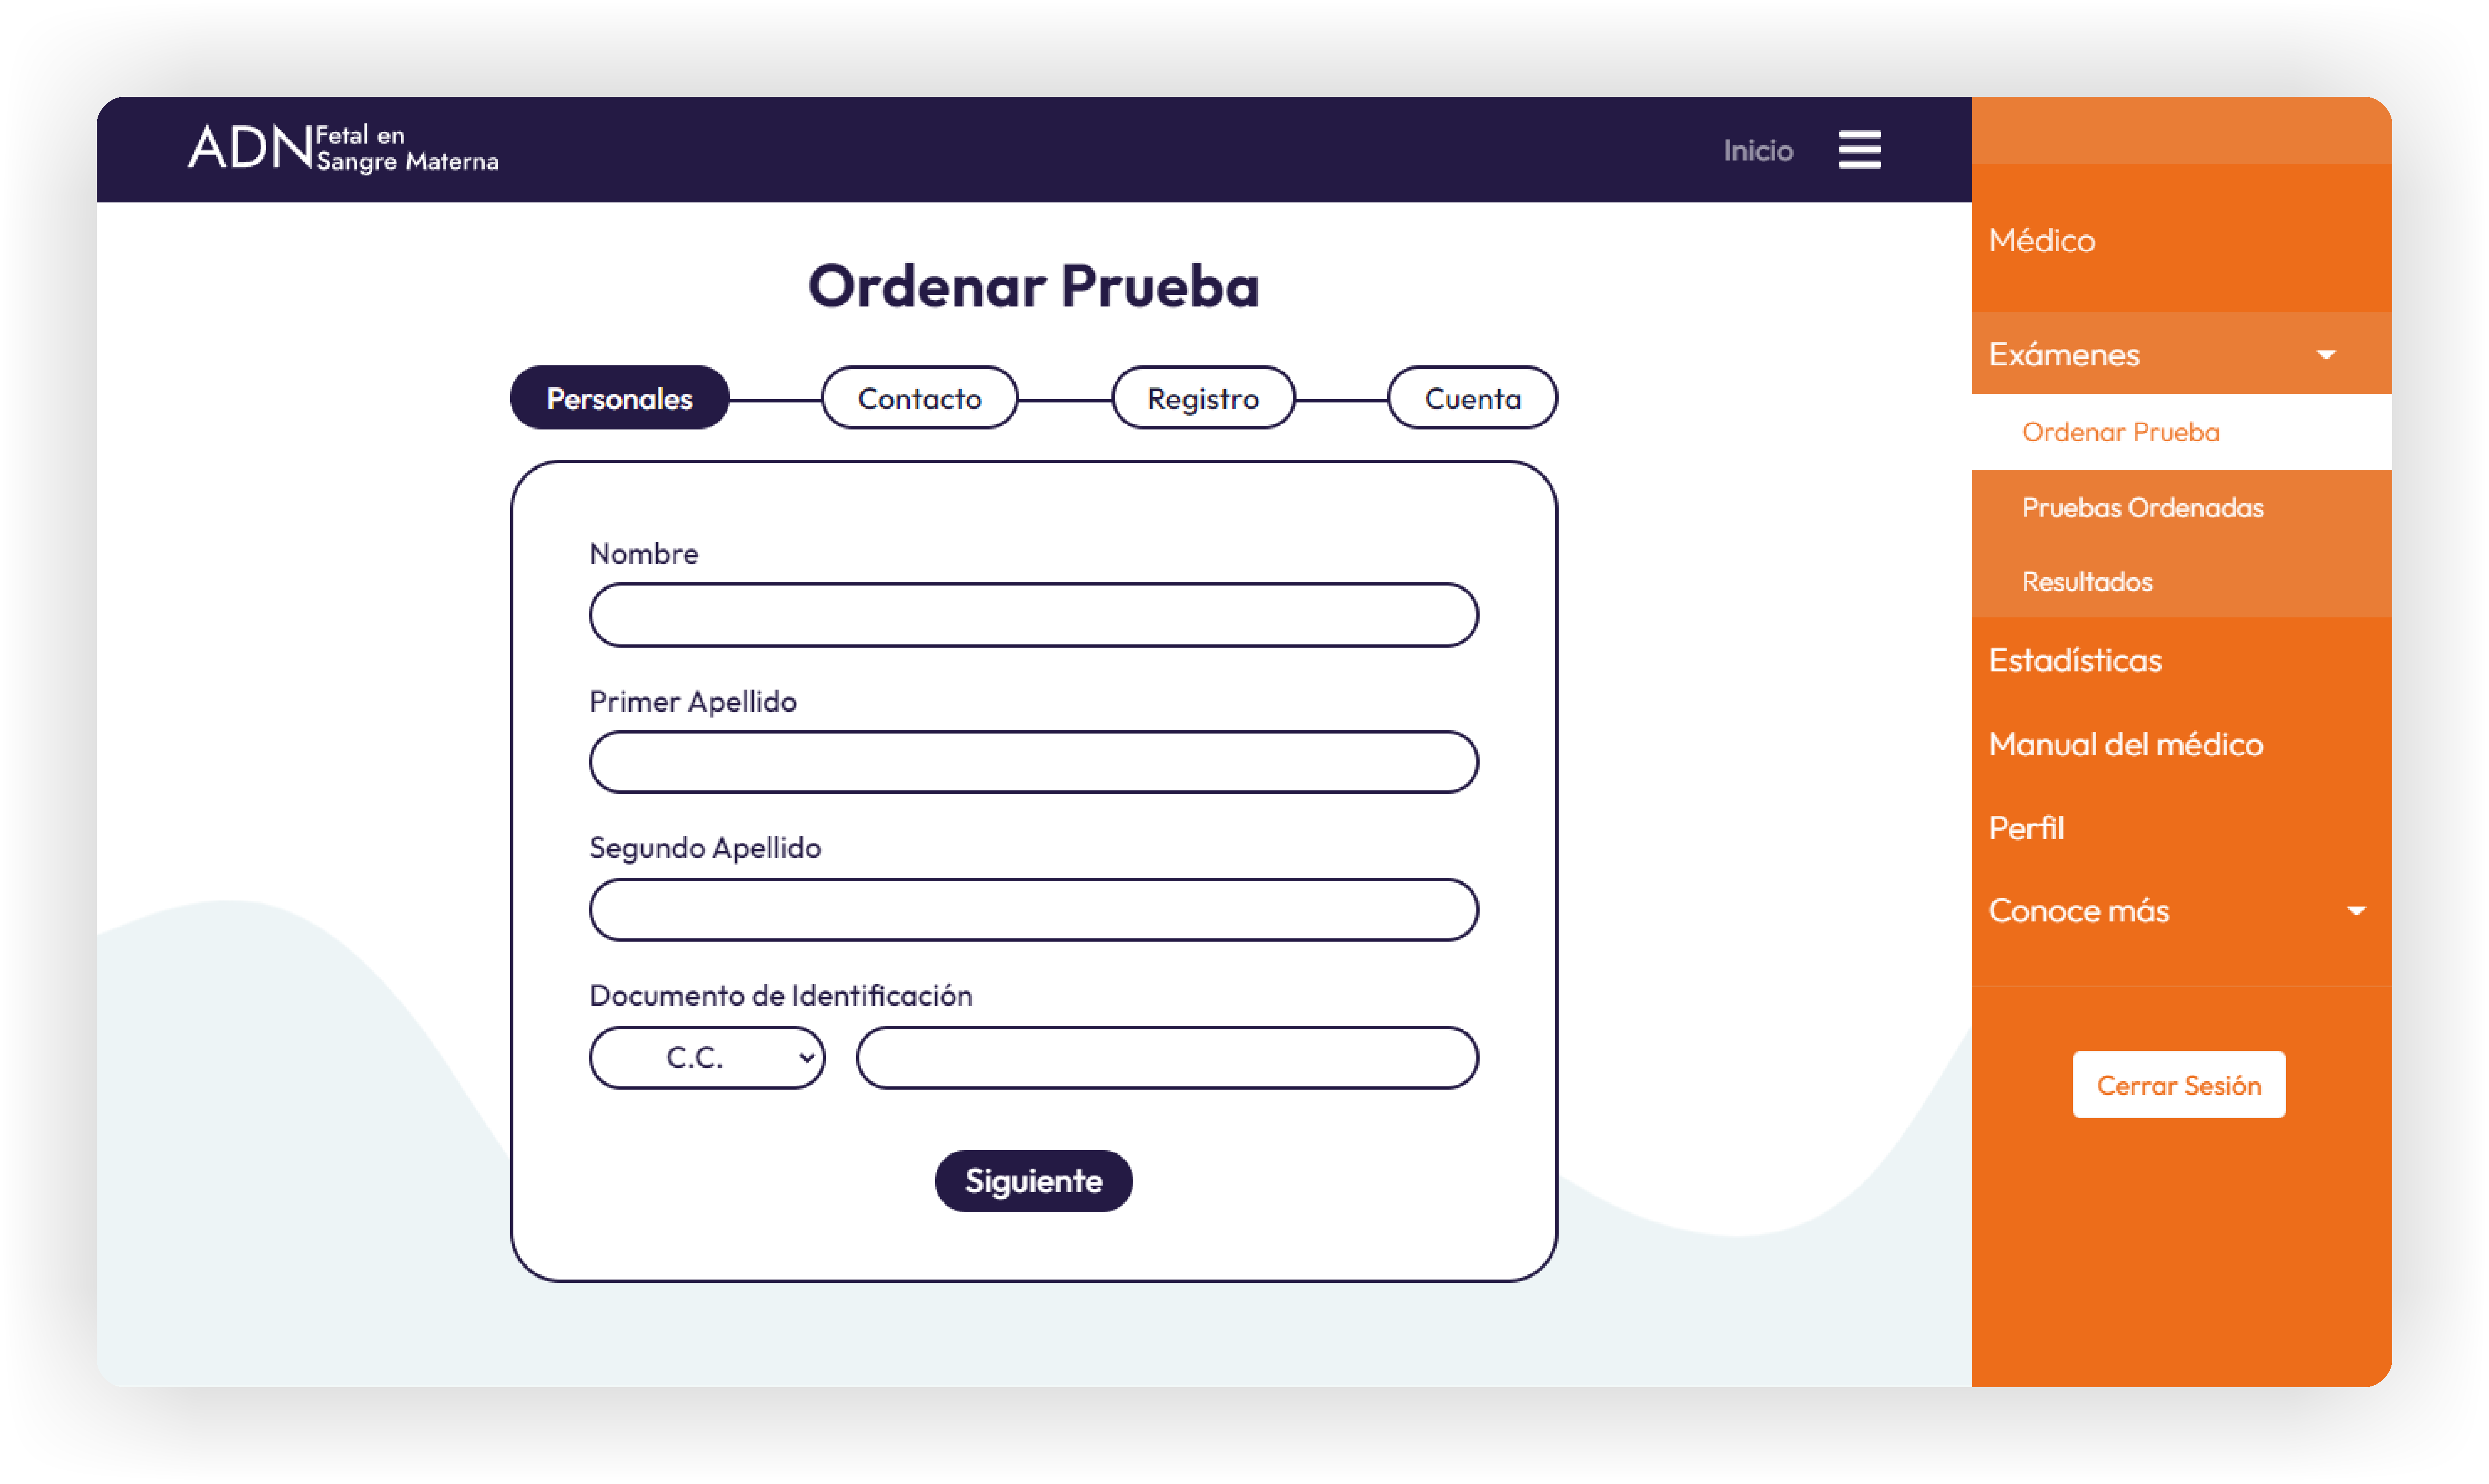 ADN Fetal en
Sangre Materna
Inicio
Ordenar Prueba
Personales
Contacto
Registro
Cuenta
Nombre
Primer Apellido
Segundo Apellido
Documento de Identificación
C.C.
Siguiente
Médico
Exámenes
Ordenar Prueba
Pruebas Ordenadas
Resultados
Estadísticas
Manual del médico
Perfil
Conoce más
Cerrar Sesión